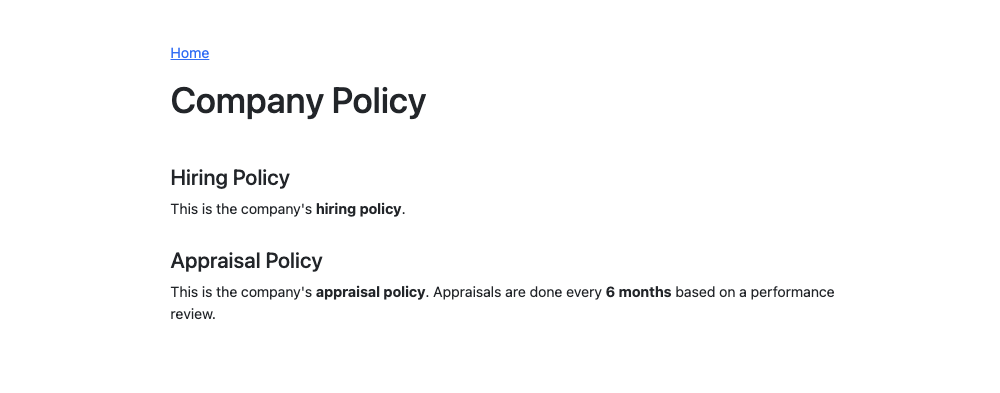 Home
Company Policy
Hiring Policy
This is the company's hiring policy.
Appraisal Policy
This is the company's appraisal policy. Appraisals are done every 6 months based on a performance
review.